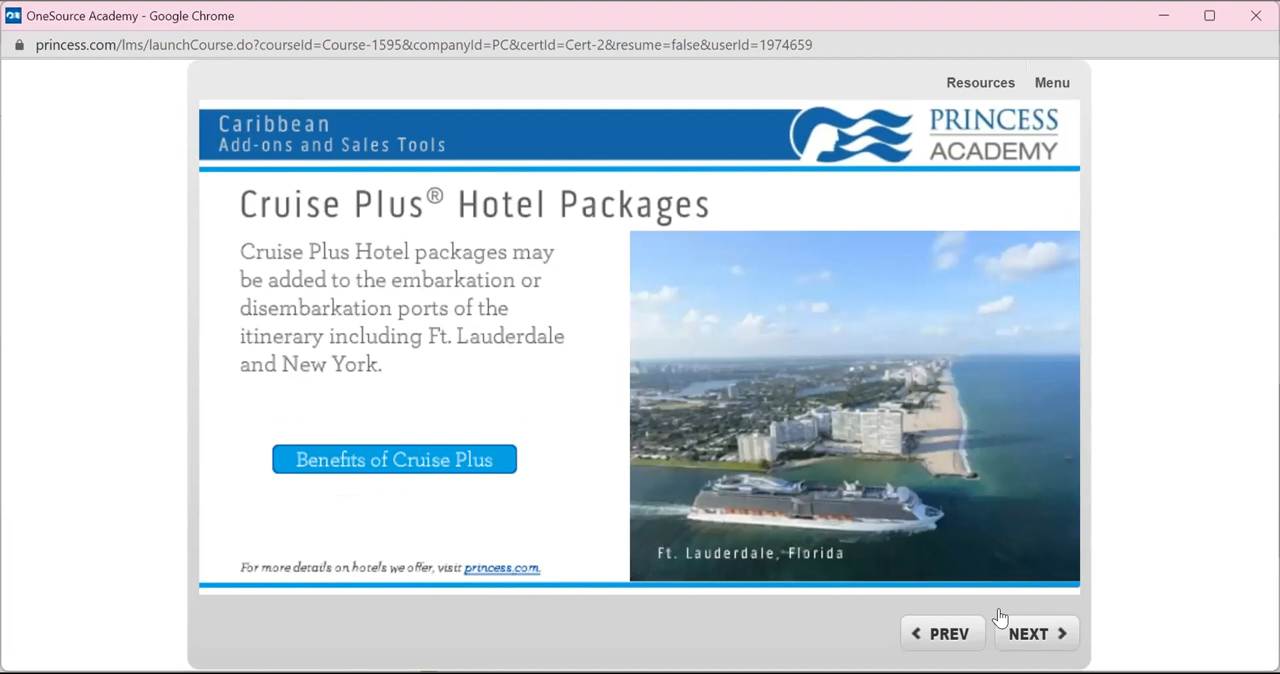 OneSource Academy - Google Chrome
princess.com/lms/launchCourse.do?courseId=Course-1595&companyId=PC&certId=Cert-2&resume=false&userId=1974659
Resources Menu
Caribbean
Add-ons and Sales Tools
PRINCESS
ACADEMY
Cruise Plus® Hotel Packages
Cruise Plus Hotel packages may
be added to the embarkation or
disembarkation ports of the
itinerary including Ft. Lauderdale
and New York.
Benefits of Cruise Plus
Ft. Lauderdale, Florida
For more details on hotels we offer, visit princess.com.
PREV NEXT